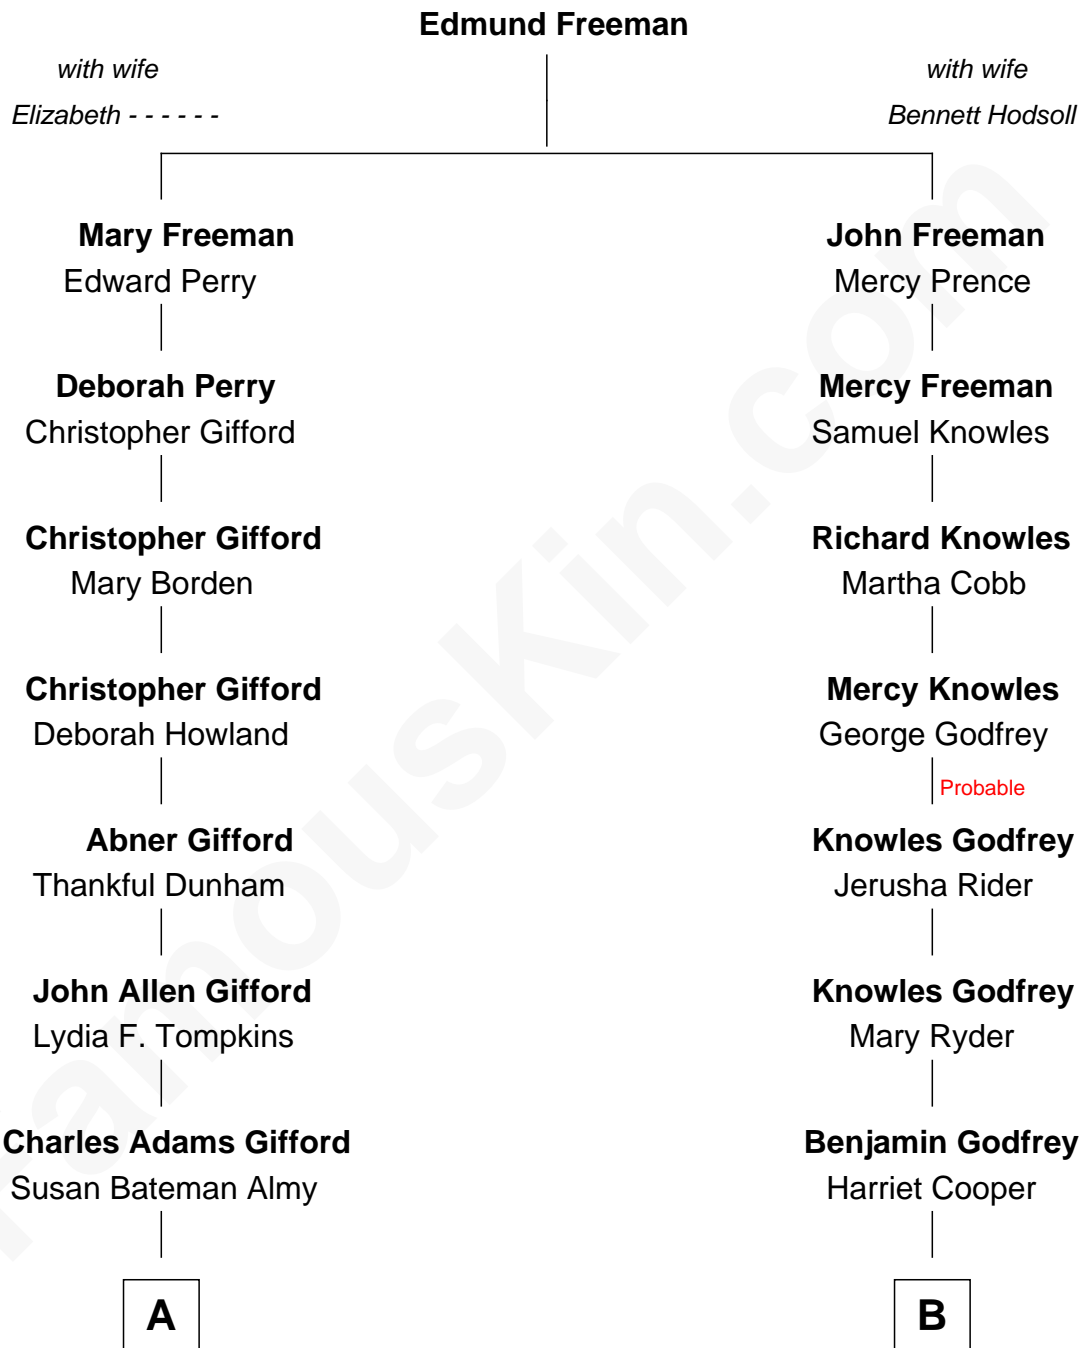 Edmund Freeman
with wife
Elizabeth - - - - - -
with wife
Bennett Hodsoll
Mary Freeman
Edward Perry
John Freeman
Mercy Prence
Deborah Perry
Christopher Gifford
Mercy Freeman
Samuel Knowles
Christopher Gifford
Mary Borden
Richard Knowles
Martha Cobb
Christopher Gifford
Deborah Howland
Mercy Knowles
George Godfrey
Probable
Abner Gifford
Thankful Dunham
Knowles Godfrey
Jerusha Rider
John Allen Gifford
Lydia F. Tompkins
Knowles Godfrey
Mary Ryder
Charles Adams Gifford
Susan Bateman Almy
Benjamin Godfrey
Harriet Cooper
A
B
FamousKin.com